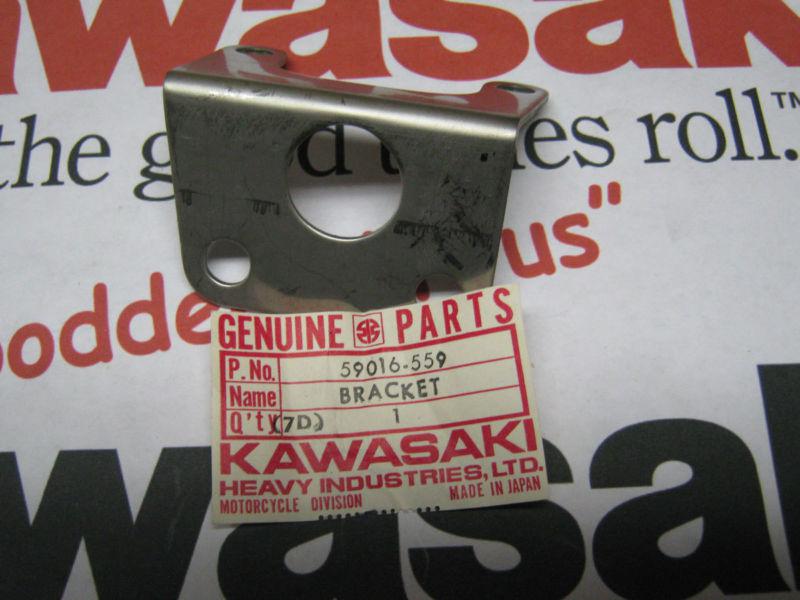 wasaki
the g d t es roll.™
odde us"
GENUINE PARTS
P.No. 59016-559
Name BRACKET
Q'ty (7D) 1
KAWASAKI
HEAVY INDUSTRIES, LTD.
MOTORCYCLE DIVISION MADE IN JAPAN
wasak